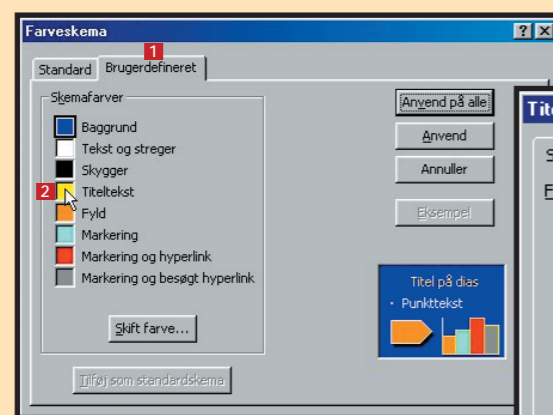 Farveskema
1
Standard Brugerdefineret
Skemafarver
Baggrund
Tekst og streger
Skygger
2 Titeltekst
Fyld
Markering
Markering og hyperlink
Markering og besøgt hyperlink
Skift farve...
Tilføj som standardskema
Anvend på alle
Anvend
Annuller
Eksempel
Titel på dias
• Punkttekst